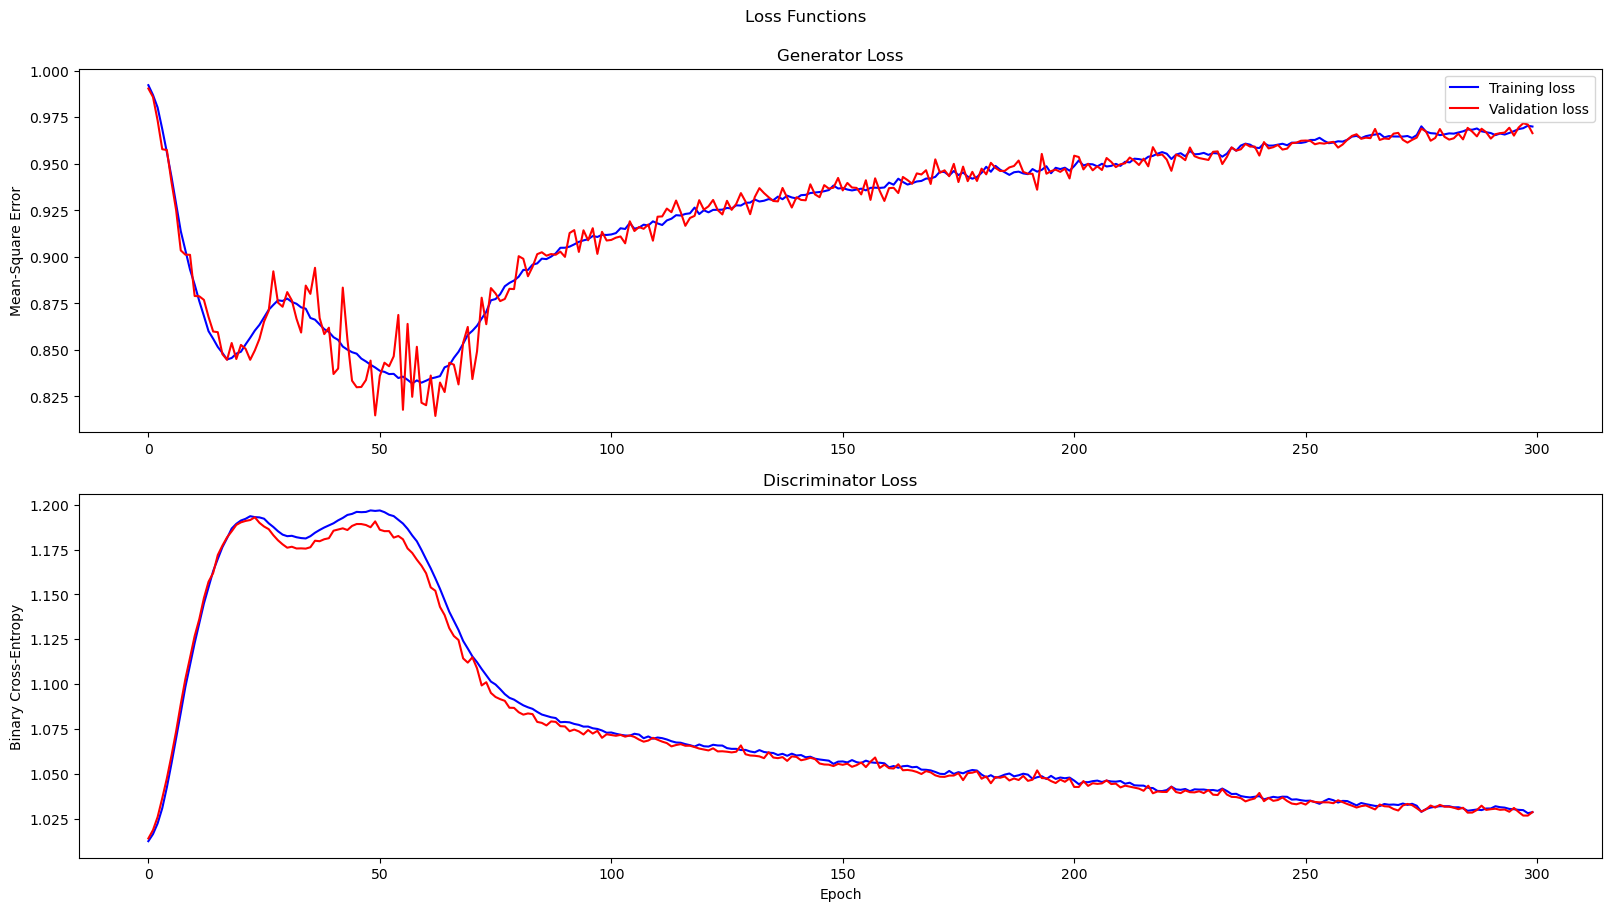 Loss Functions
Generator Loss
Mean-Square Error
1.000
0.975
0.950
0.925
0.900
0.875
0.850
0.825
Training loss
Validation loss
0 50 100 150 200 250 300
Discriminator Loss
Binary Cross-Entropy
1.200
1.175
1.150
1.125
1.100
1.075
1.050
1.025
0 50 100 150 200 250 300
Epoch